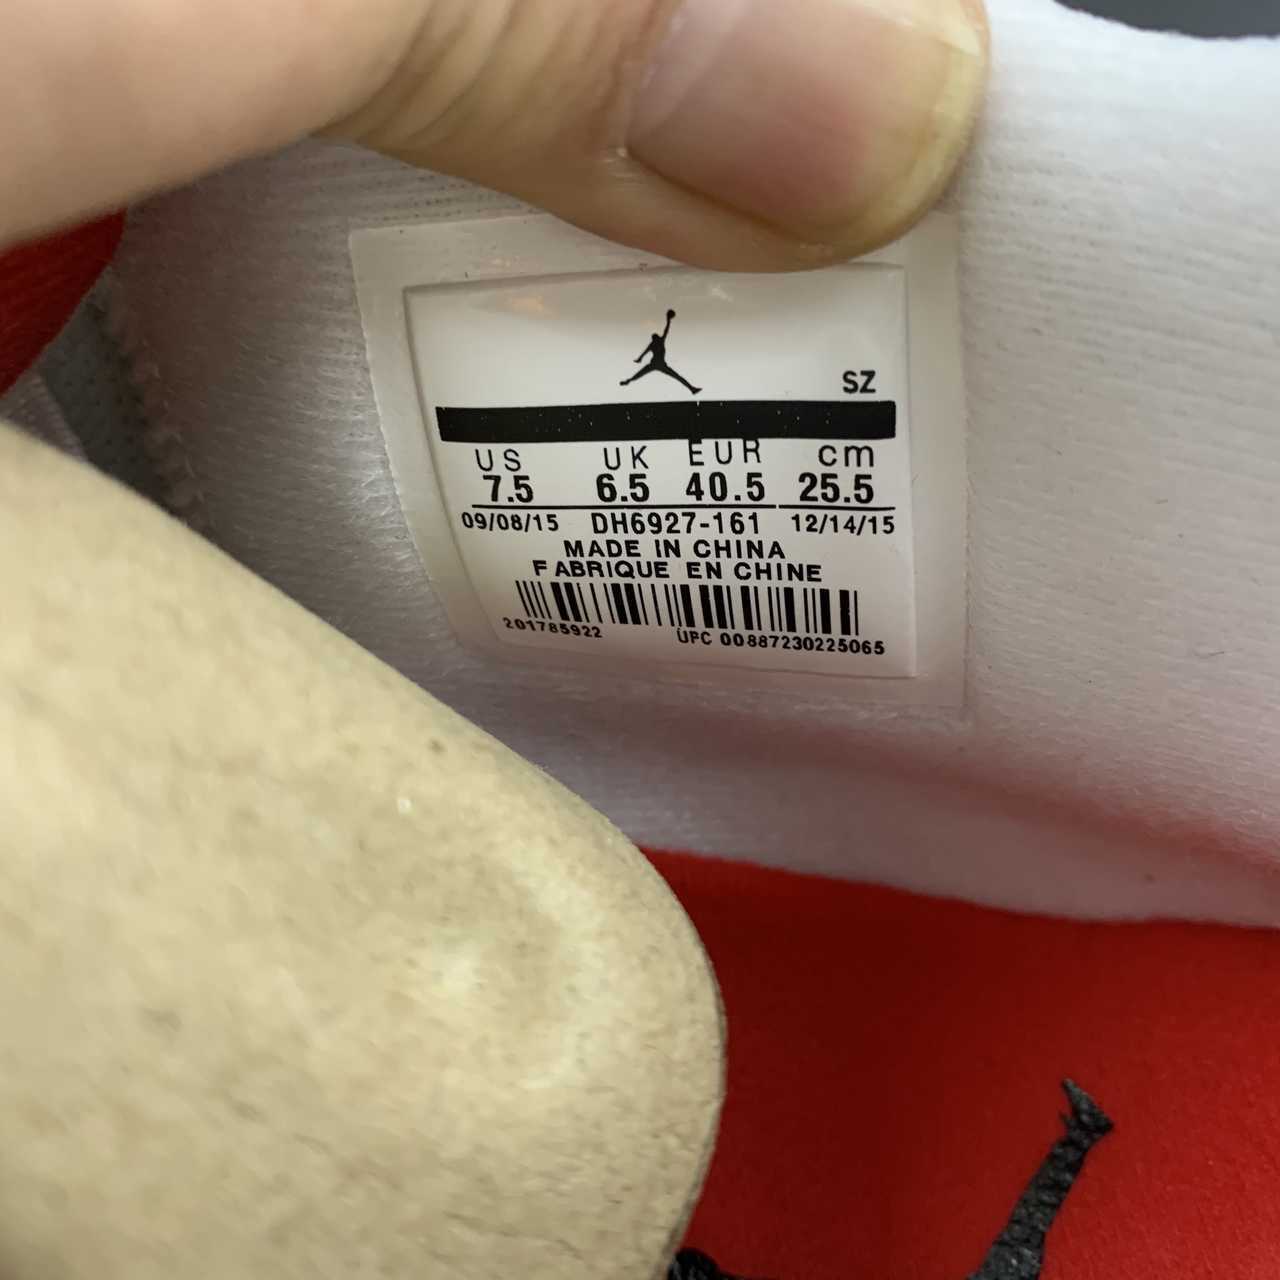 SZ
US UK EUR cm
7.5 6.5 40.5 25.5
09/08/15 DH6927-161 12/14/15
MADE IN CHINA
FABRIQUE EN CHINE
201785922 UPC 00887230225065